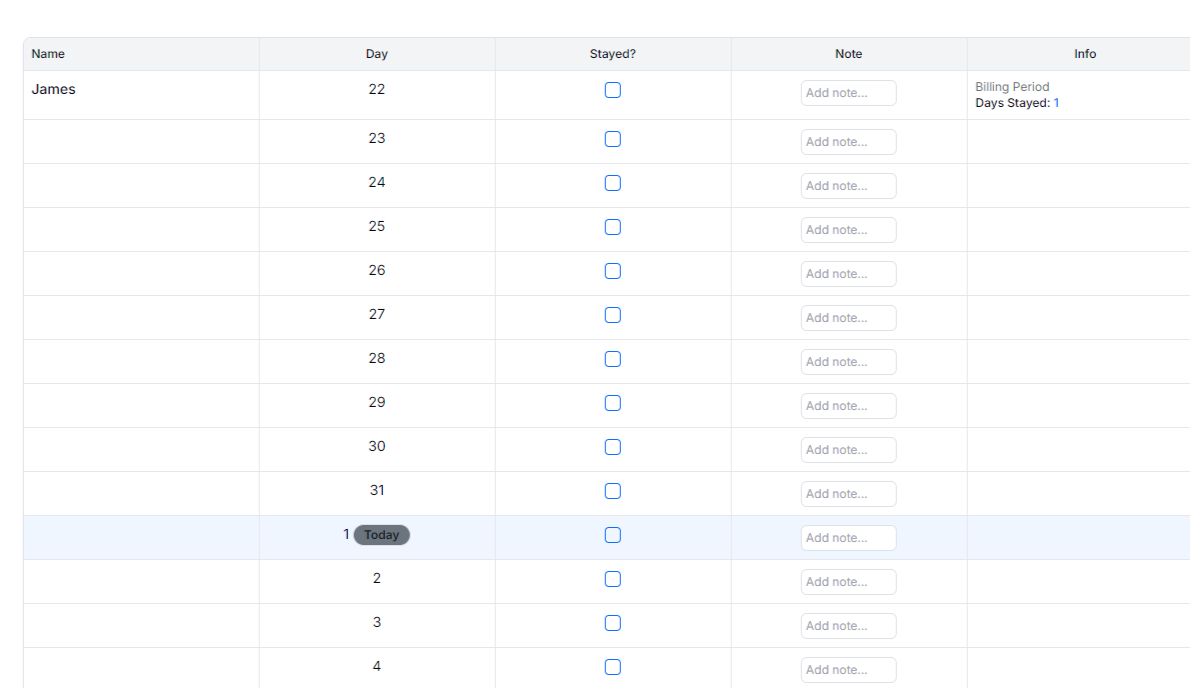 Name Day Stayed? Note Info
James 22 Add note... Billing Period
Days Stayed: 1
23 Add note...
24 Add note...
25 Add note...
26 Add note...
27 Add note...
28 Add note...
29 Add note...
30 Add note...
31 Add note...
1 Today Add note...
2 Add note...
3 Add note...
4 Add note...